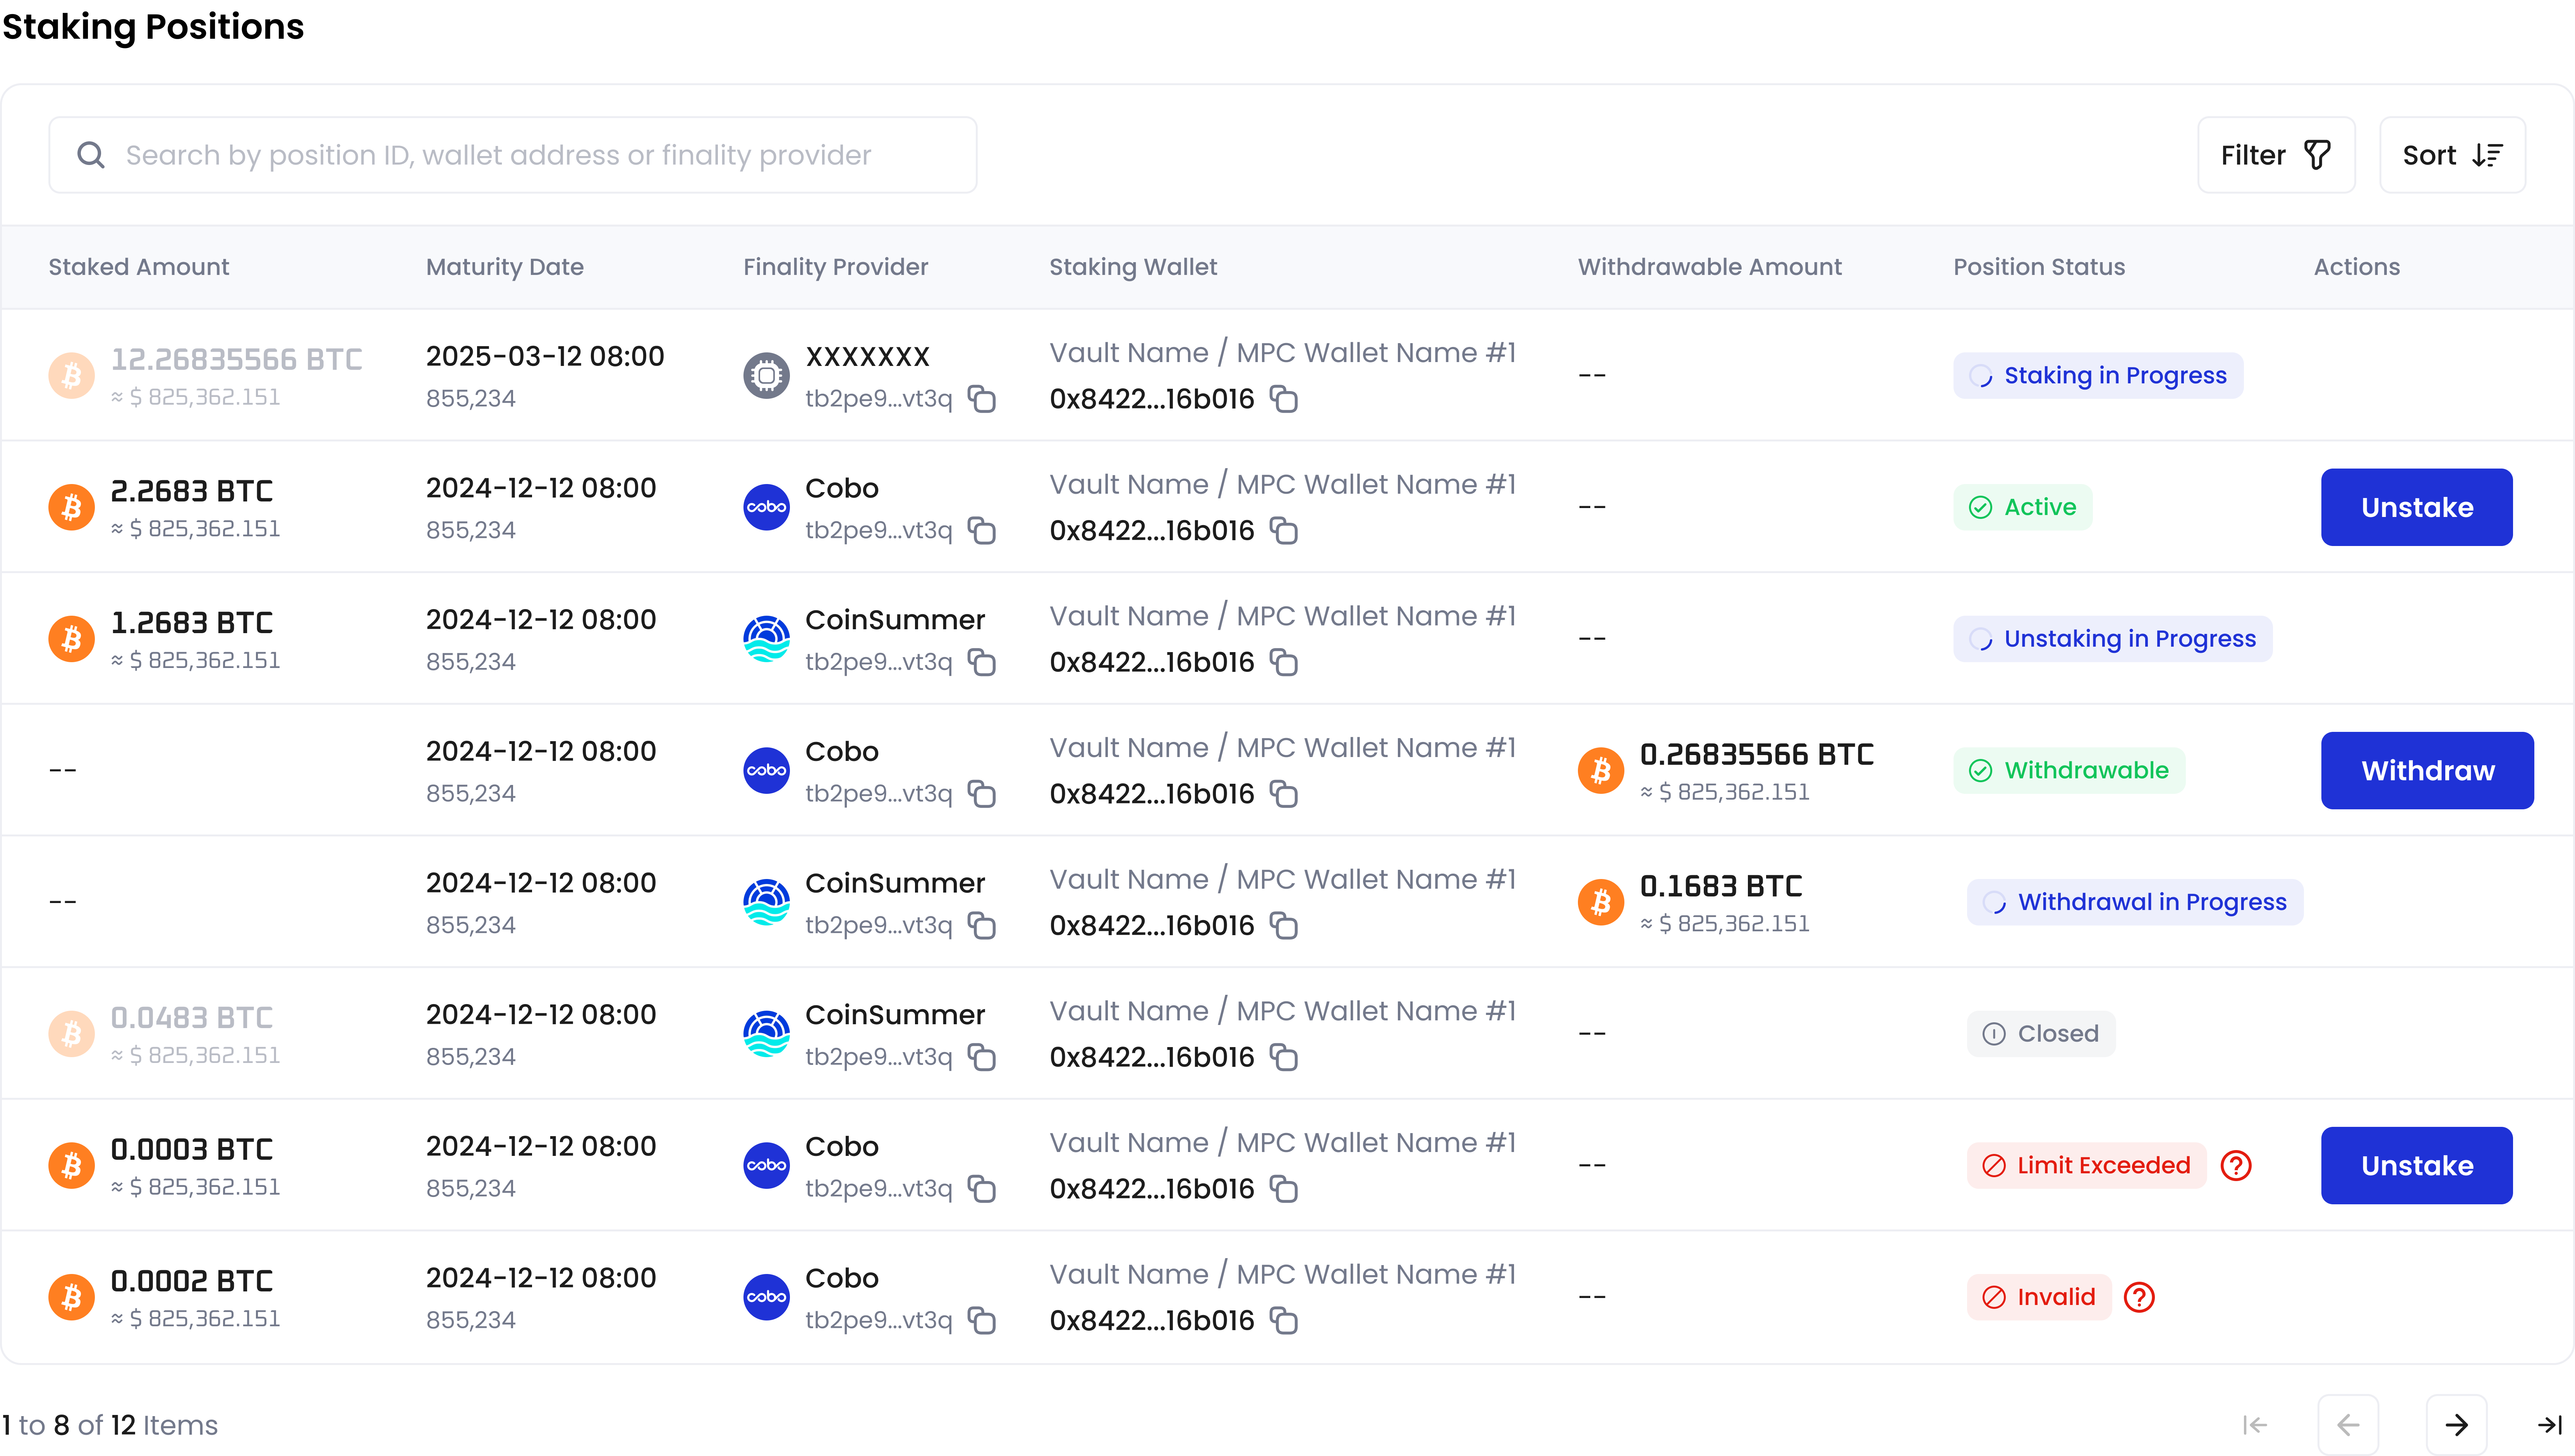 Staking Positions
Search by position ID, wallet address or finality provider
Filter
Sort
Staked Amount Maturity Date Finality Provider Staking Wallet Withdrawable Amount Position Status Actions
12.26835566 BTC 2025-03-12 08:00 XXXXXXX Vault Name / MPC Wallet Name #1 -- Staking in Progress
≈ $ 825,362.151 855,234 tb2pe9...vt3q 0x8422...16b016
2.2683 BTC 2024-12-12 08:00 Cobo Vault Name / MPC Wallet Name #1 -- Active Unstake
≈ $ 825,362.151 855,234 cobo tb2pe9...vt3q 0x8422...16b016
1.2683 BTC 2024-12-12 08:00 CoinSummer Vault Name / MPC Wallet Name #1 -- Unstaking in Progress
≈ $ 825,362.151 855,234 tb2pe9...vt3q 0x8422...16b016
-- 2024-12-12 08:00 Cobo Vault Name / MPC Wallet Name #1 0.26835566 BTC Withdrawable Withdraw
855,234 cobo tb2pe9...vt3q 0x8422...16b016 ≈ $ 825,362.151
-- 2024-12-12 08:00 CoinSummer Vault Name / MPC Wallet Name #1 0.1683 BTC Withdrawal in Progress
855,234 tb2pe9...vt3q 0x8422...16b016 ≈ $ 825,362.151
0.0483 BTC 2024-12-12 08:00 CoinSummer Vault Name / MPC Wallet Name #1 -- Closed
≈ $ 825,362.151 855,234 tb2pe9...vt3q 0x8422...16b016
0.0003 BTC 2024-12-12 08:00 Cobo Vault Name / MPC Wallet Name #1 -- Limit Exceeded Unstake
≈ $ 825,362.151 855,234 cobo tb2pe9...vt3q 0x8422...16b016
0.0002 BTC 2024-12-12 08:00 Cobo Vault Name / MPC Wallet Name #1 -- Invalid
≈ $ 825,362.151 855,234 cobo tb2pe9...vt3q 0x8422...16b016
1 to 8 of 12 Items